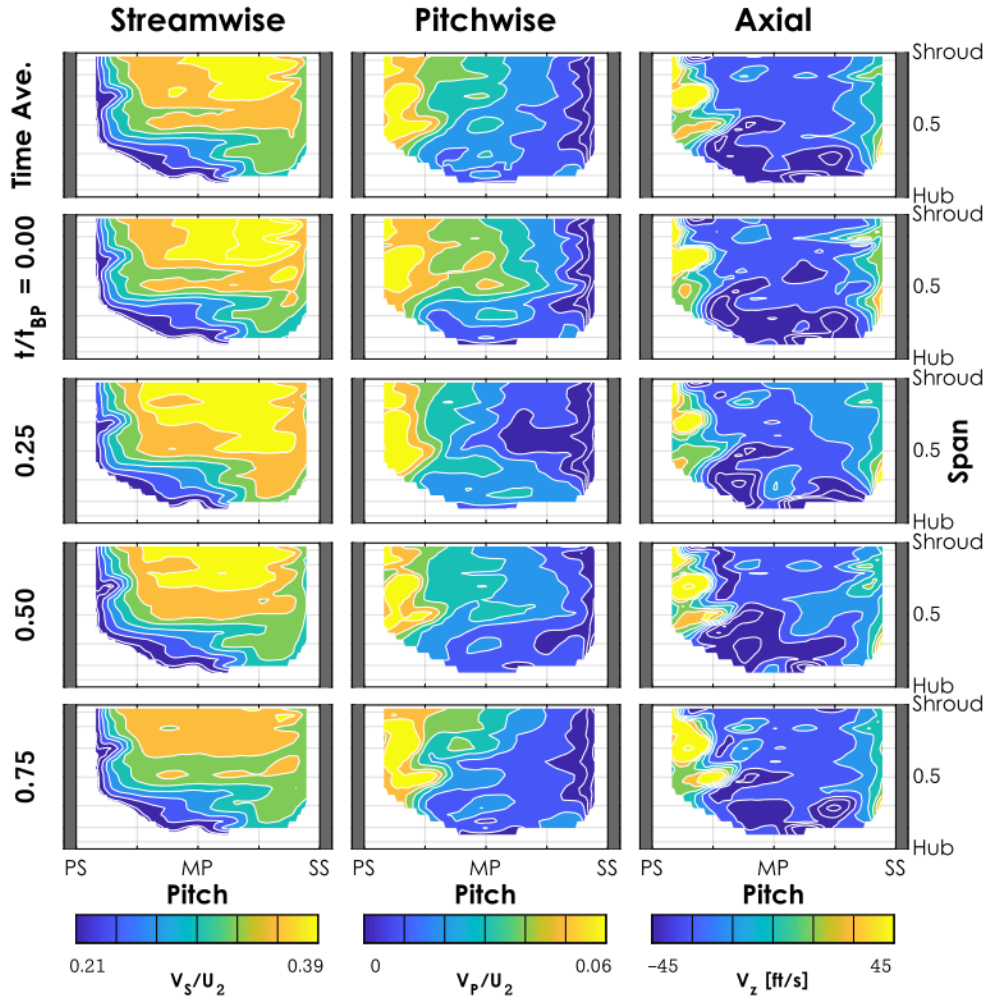 Streamwise Pitchwise Axial
Time Ave.
Shroud
0.5
Hub
t/t_BP = 0.00
Shroud
0.5
Hub
0.25
Shroud
0.5
Hub
Span
0.50
Shroud
0.5
Hub
0.75
Shroud
0.5
Hub
PS MP SS PS MP SS PS MP SS
Pitch Pitch Pitch
0.21 0.39 0 0.06 -45 45
V_S/U_2 V_P/U_2 V_z [ft/s]